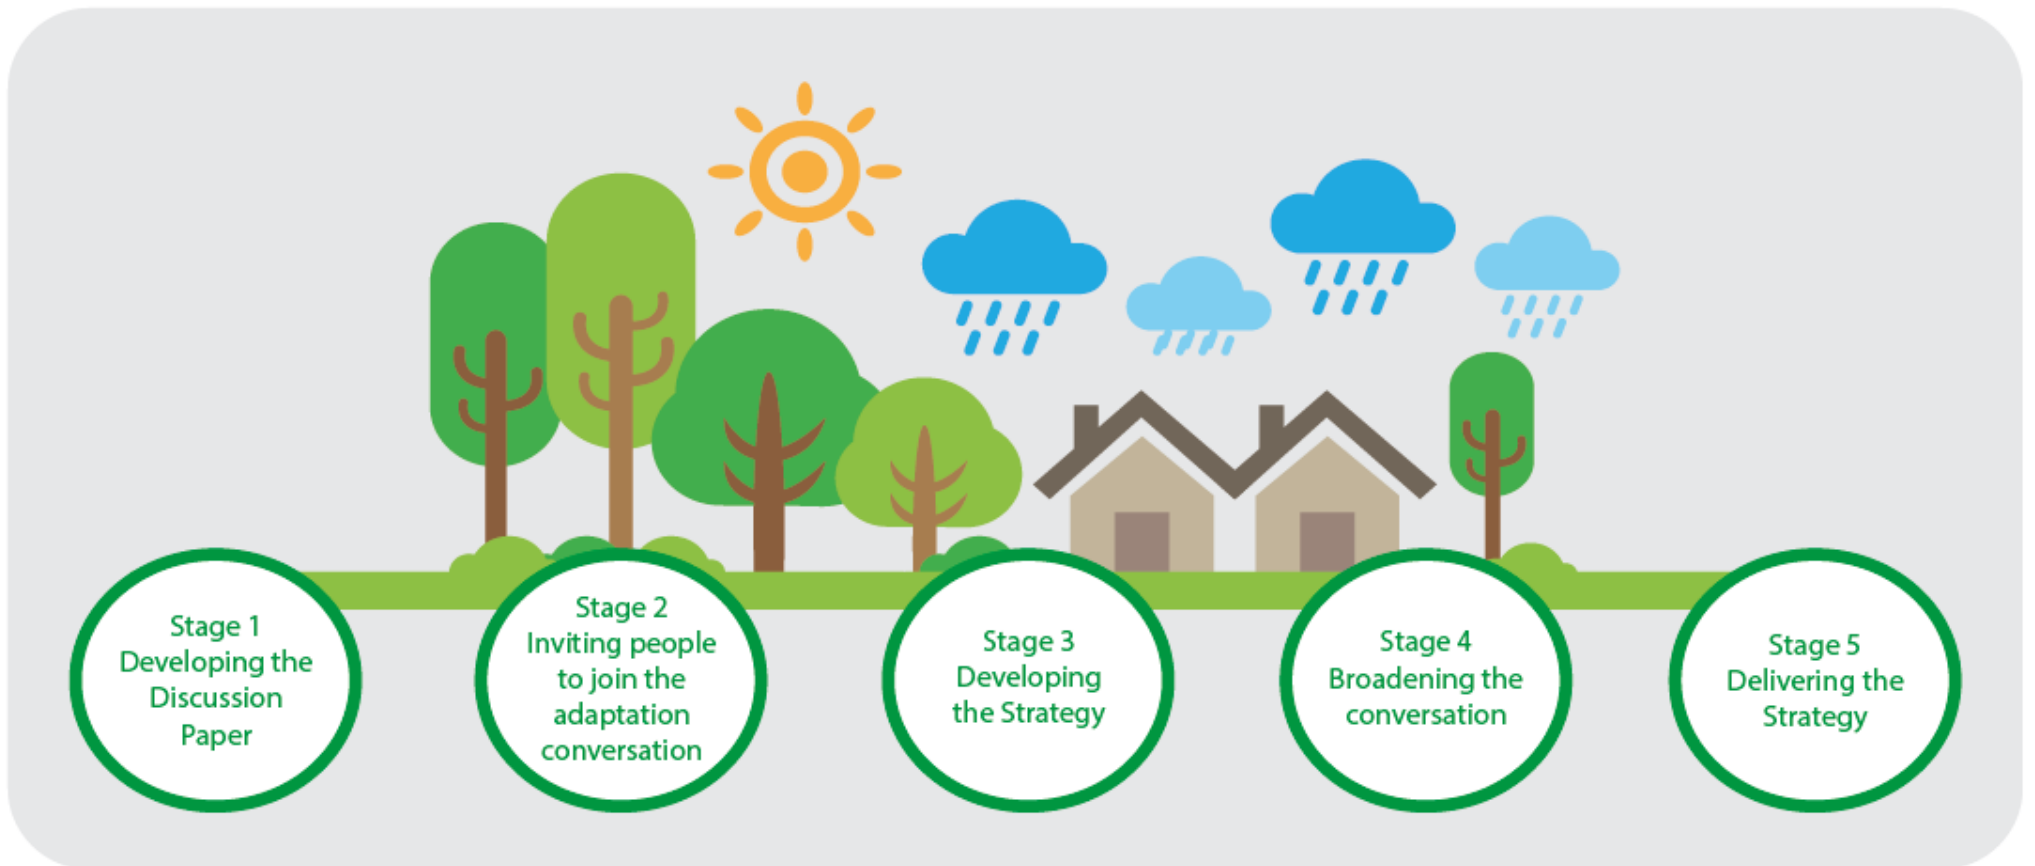 Stage 1
Developing the
Discussion
Paper
Stage 2
Inviting people
to join the
adaptation
conversation
Stage 3
Developing
the Strategy
Stage 4
Broadening the
conversation
Stage 5
Delivering the
Strategy